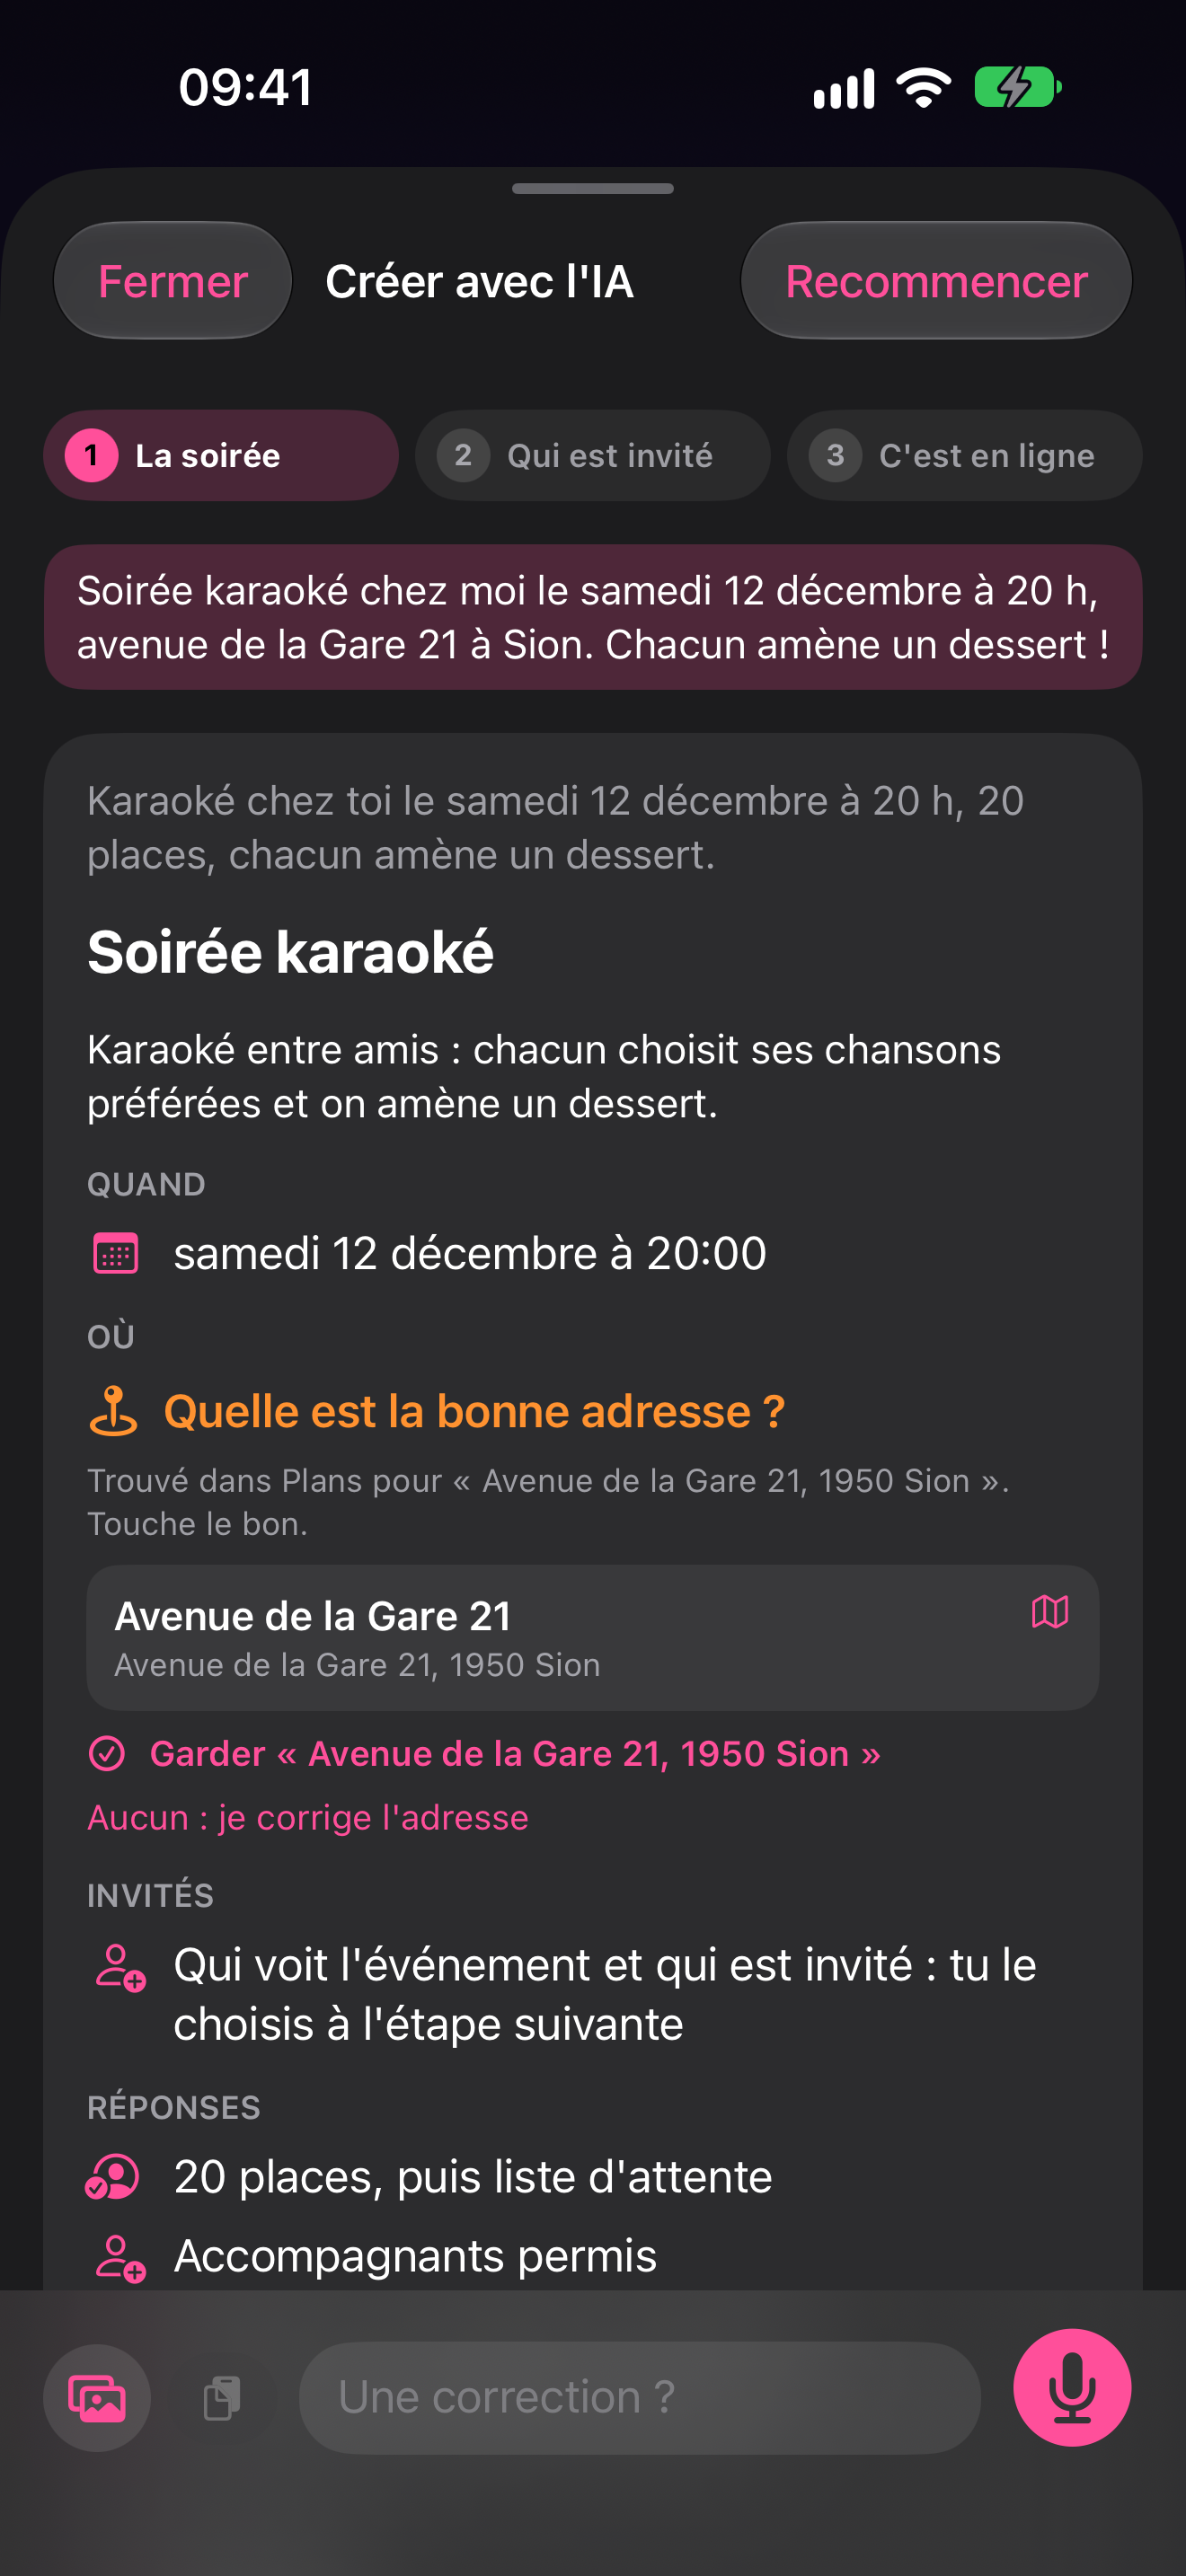 09:41
Fermer
Créer avec l'IA
Recommencer
1 La soirée
2 Qui est invité
3 C'est en ligne
Soirée karaoké chez moi le samedi 12 décembre à 20 h,
avenue de la Gare 21 à Sion. Chacun amène un dessert !
Karaoké chez toi le samedi 12 décembre à 20 h, 20
places, chacun amène un dessert.
Soirée karaoké
Karaoké entre amis : chacun choisit ses chansons
préférées et on amène un dessert.
QUAND
samedi 12 décembre à 20:00
OÙ
Quelle est la bonne adresse ?
Trouvé dans Plans pour « Avenue de la Gare 21, 1950 Sion ».
Touche le bon.
Avenue de la Gare 21
Avenue de la Gare 21, 1950 Sion
Garder « Avenue de la Gare 21, 1950 Sion »
Aucun : je corrige l'adresse
INVITÉS
Qui voit l'événement et qui est invité : tu le
choisis à l'étape suivante
RÉPONSES
20 places, puis liste d'attente
Accompagnants permis
Une correction ?